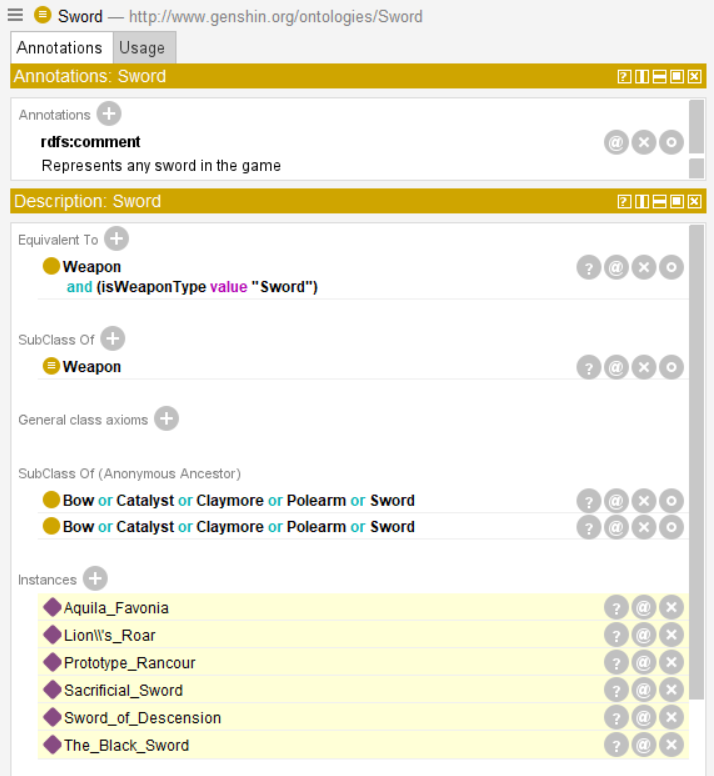 Sword — http://www.genshin.org/ontologies/Sword
Annotations Usage
Annotations: Sword
Annotations
rdfs:comment
Represents any sword in the game
Description: Sword
Equivalent To
Weapon
and (isWeaponType value "Sword")
SubClass Of
Weapon
General class axioms
SubClass Of (Anonymous Ancestor)
Bow or Catalyst or Claymore or Polearm or Sword
Bow or Catalyst or Claymore or Polearm or Sword
Instances
Aquila_Favonia
Lion\\'s_Roar
Prototype_Rancour
Sacrificial_Sword
Sword_of_Descension
The_Black_Sword